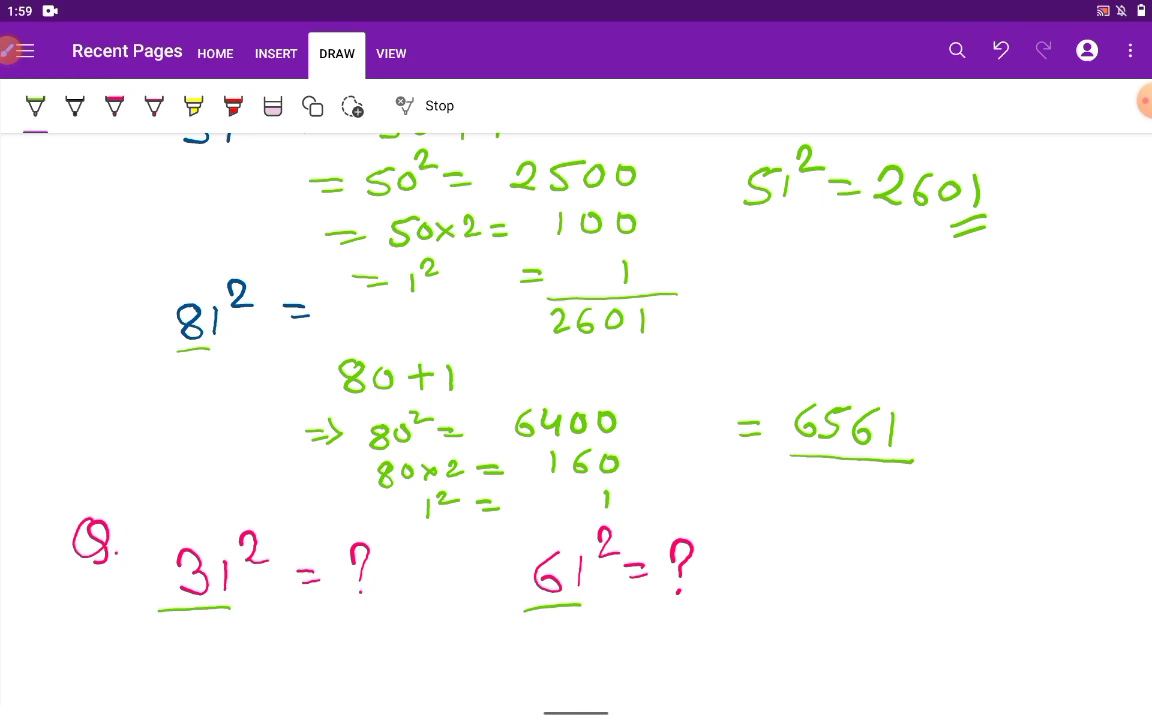 1:59
Recent Pages HOME INSERT DRAW VIEW
Stop
= 50² = 2500
51² = 2601
= 50×2 = 100
= 1² = 1
2601
81² =
80 + 1
⇒ 80² = 6400
= 6561
80×2 = 160
1² = 1
Q. 31² = ? 61² = ?